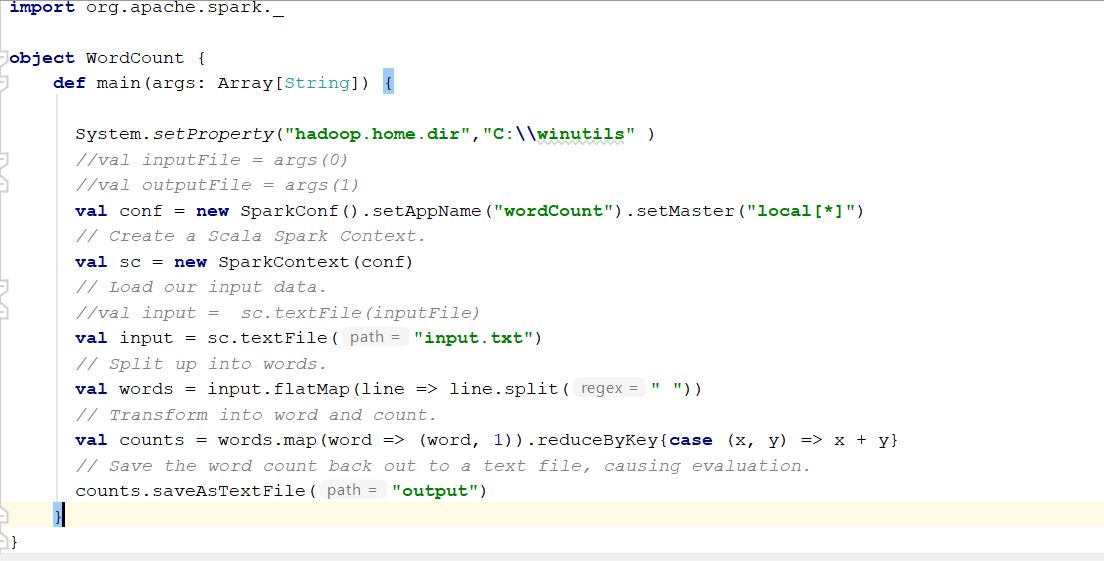 import org.apache.spark._
object WordCount {
def main(args: Array[String]) {
System.setProperty("hadoop.home.dir","C:\\winutils" )
//val inputFile = args(0)
//val outputFile = args(1)
val conf = new SparkConf().setAppName("wordCount").setMaster("local[*]")
// Create a Scala Spark Context.
val sc = new SparkContext(conf)
// Load our input data.
//val input =  sc.textFile(inputFile)
val input = sc.textFile( path = "input.txt")
// Split up into words.
val words = input.flatMap(line => line.split( regex = " "))
// Transform into word and count.
val counts = words.map(word => (word, 1)).reduceByKey{case (x, y) => x + y}
// Save the word count back out to a text file, causing evaluation.
counts.saveAsTextFile( path = "output")
}
}